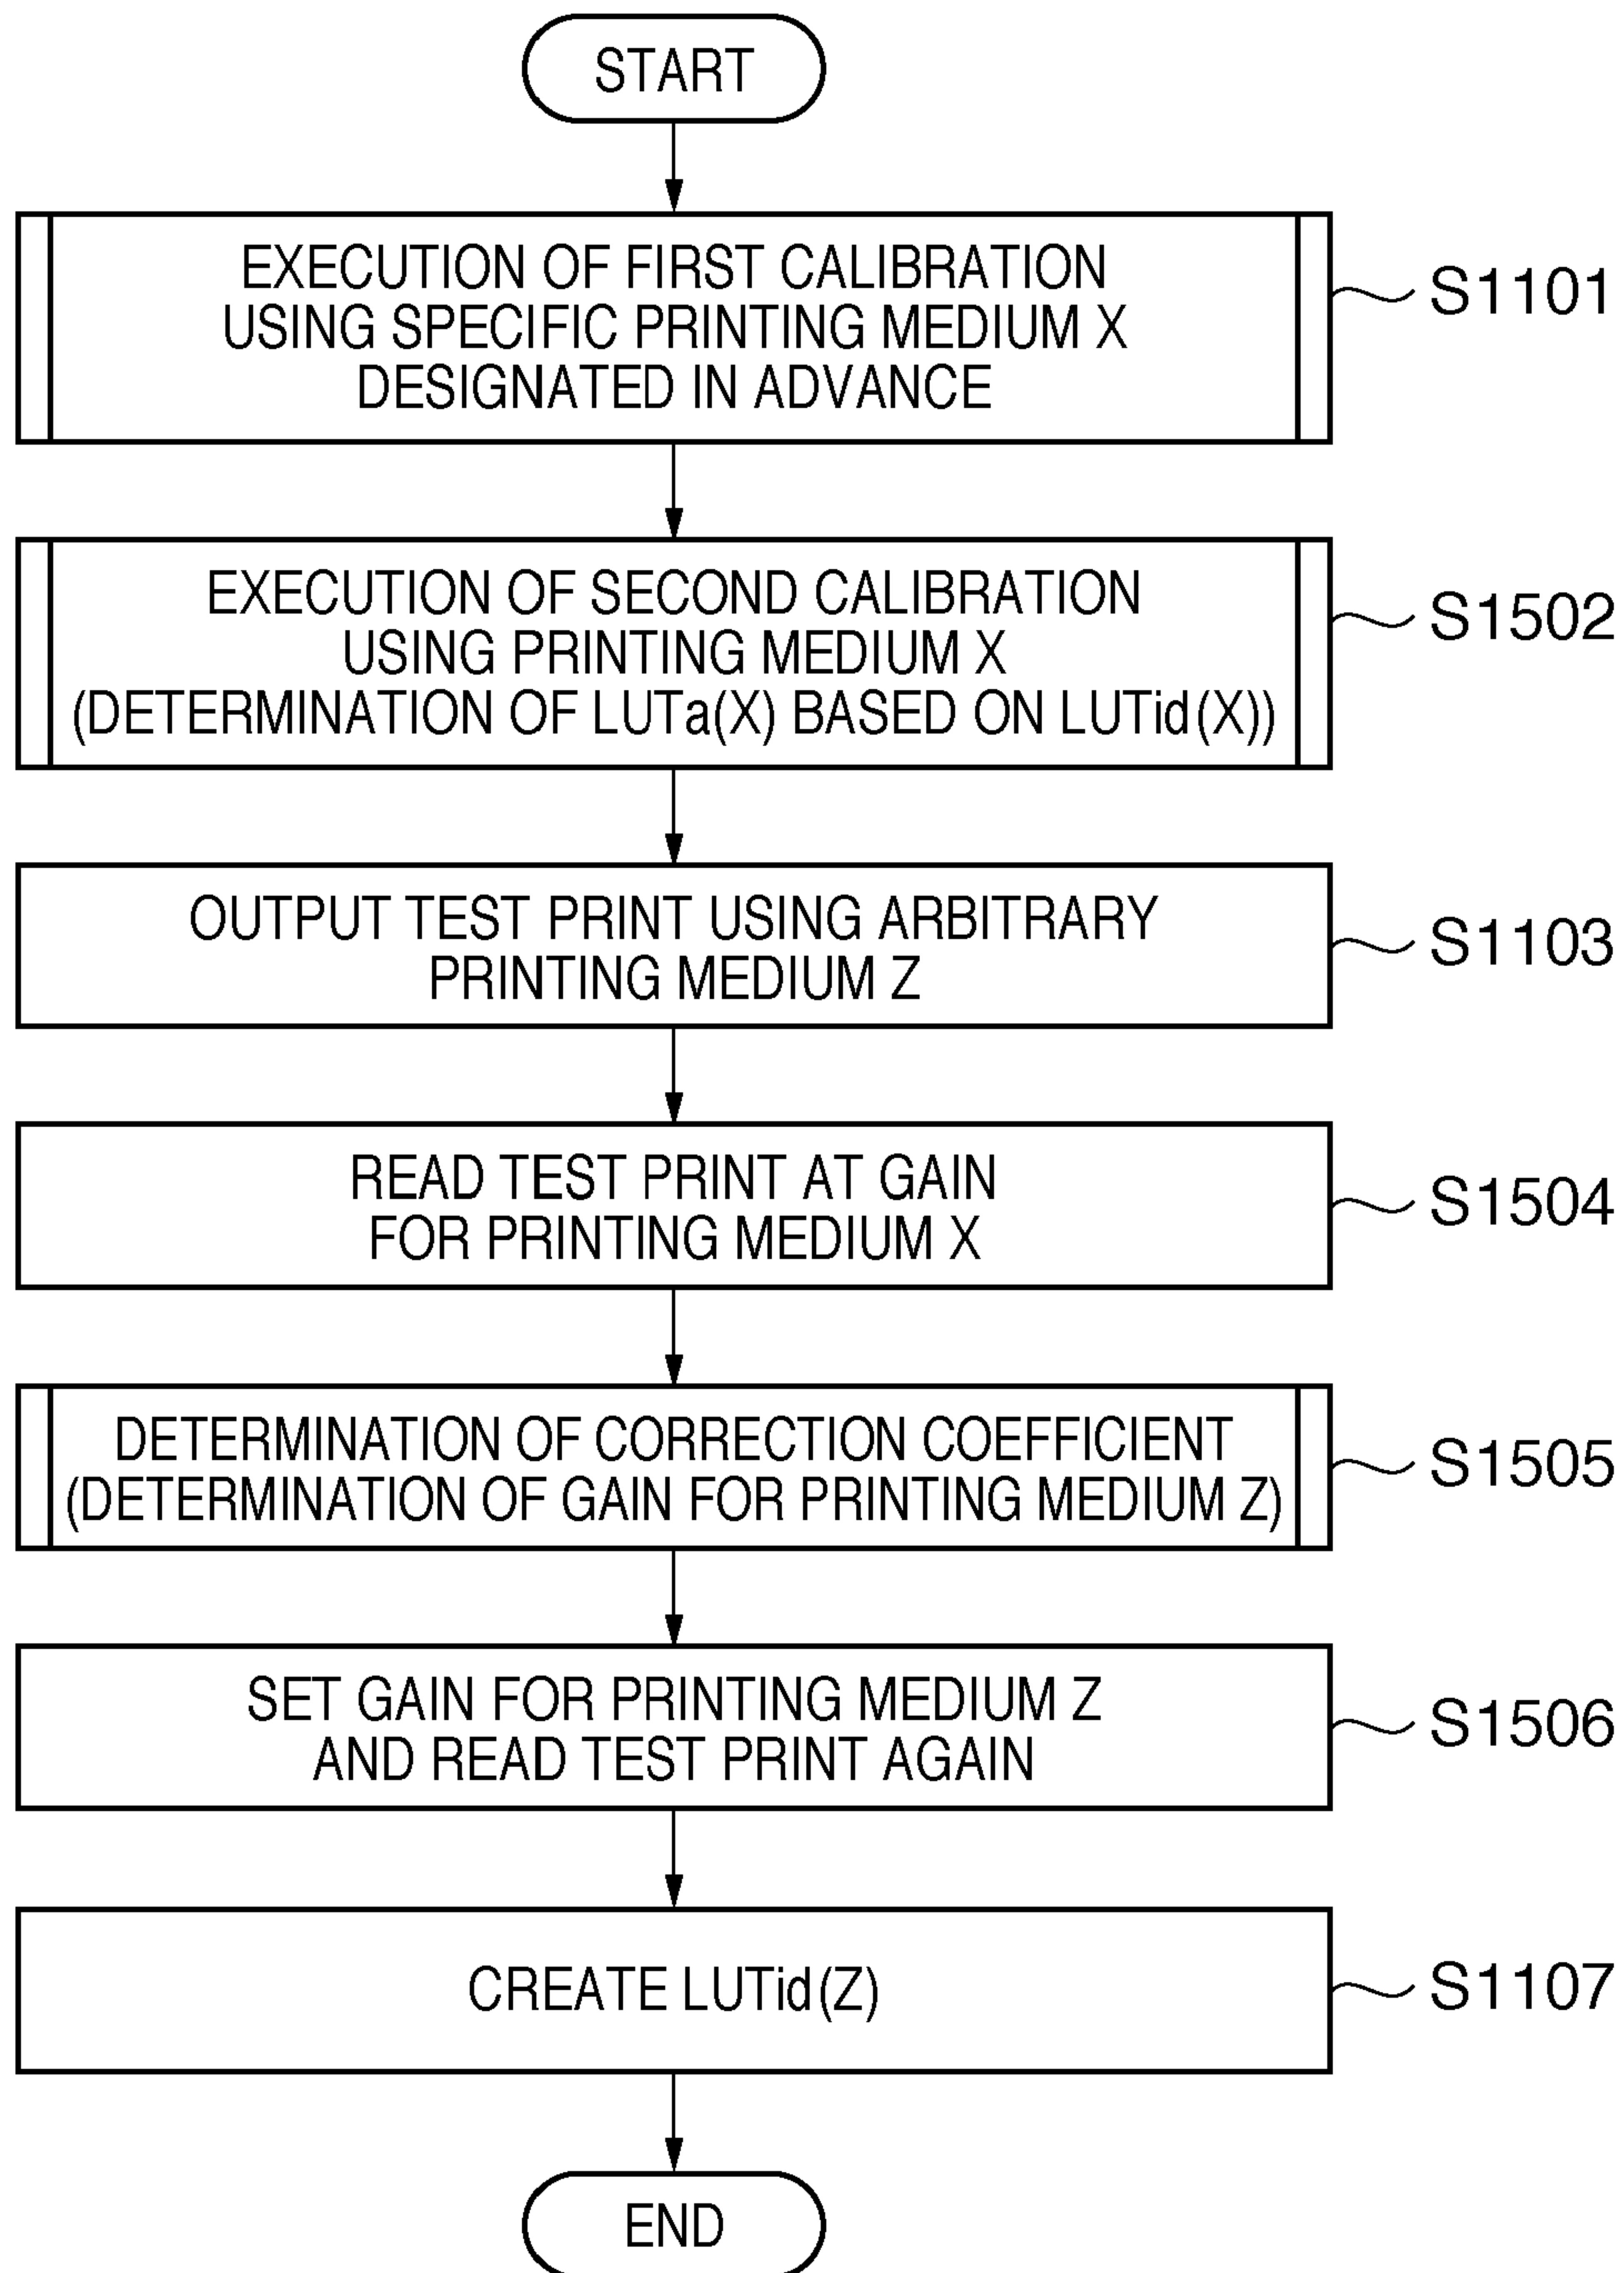 START
EXECUTION OF FIRST CALIBRATION
USING SPECIFIC PRINTING MEDIUM X
DESIGNATED IN ADVANCE
S1101
EXECUTION OF SECOND CALIBRATION
USING PRINTING MEDIUM X
(DETERMINATION OF LUTa(X) BASED ON LUTid(X))
S1502
OUTPUT TEST PRINT USING ARBITRARY
PRINTING MEDIUM Z
S1103
READ TEST PRINT AT GAIN
FOR PRINTING MEDIUM X
S1504
DETERMINATION OF CORRECTION COEFFICIENT
(DETERMINATION OF GAIN FOR PRINTING MEDIUM Z)
S1505
SET GAIN FOR PRINTING MEDIUM Z
AND READ TEST PRINT AGAIN
S1506
CREATE LUTid(Z)
S1107
END